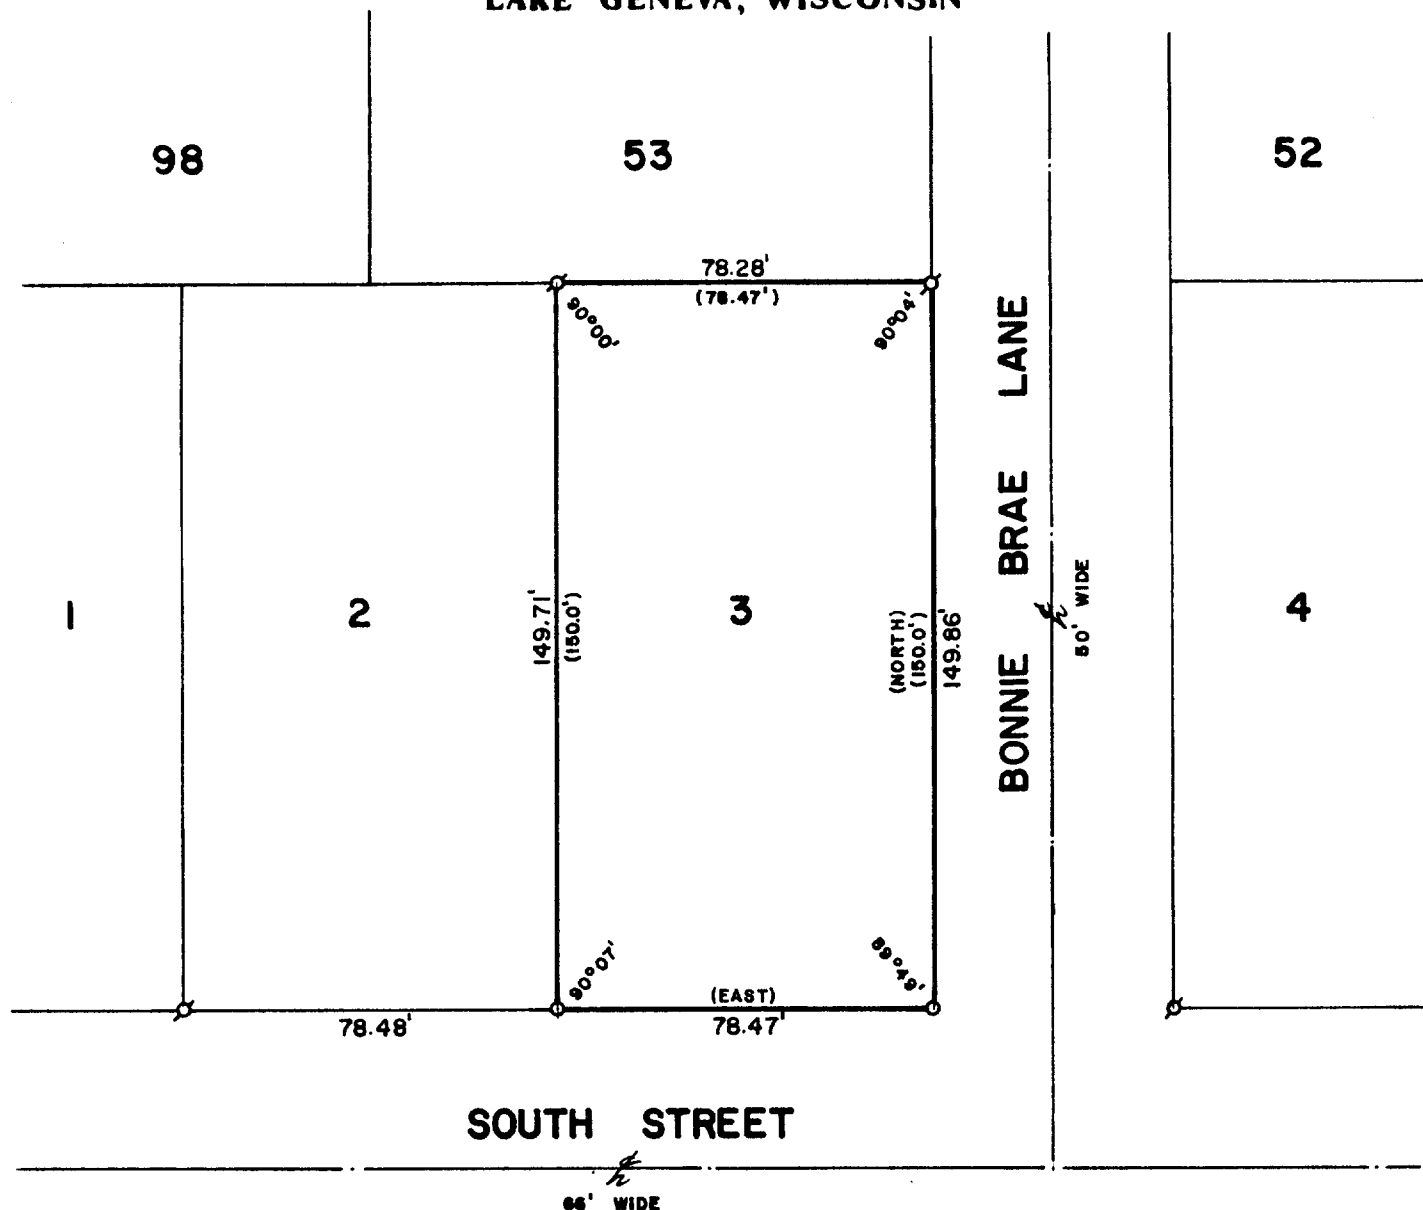 LAKE GENEVA, WISCONSIN
98
53
52
78.28'
(78.47')
90°00'
90°04'
BONNIE BRAE LANE
50' WIDE
1
2
149.71'
(150.0')
3
(NORTH)
(150.0')
149.86'
4
90°07'
89°49'
(EAST)
78.48'
78.47'
SOUTH STREET
66' WIDE